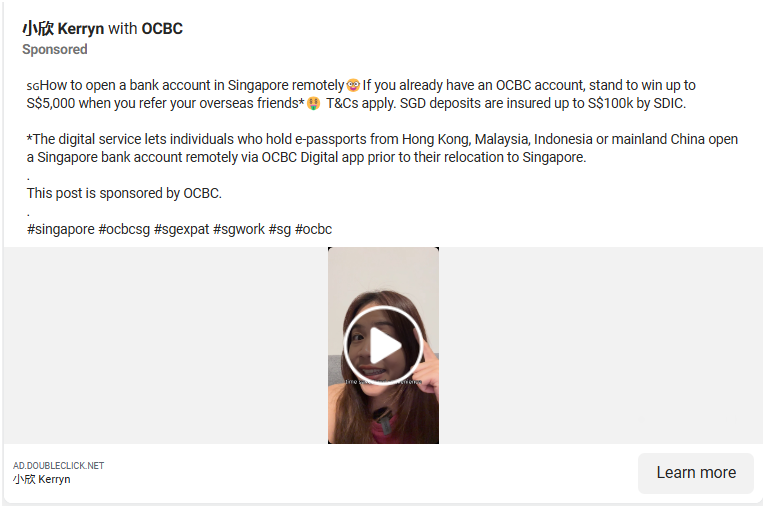 小欣 Kerryn with OCBC
Sponsored
SGHow to open a bank account in Singapore remotely🤓If you already have an OCBC account, stand to win up to
S$5,000 when you refer your overseas friends*🤑 T&Cs apply. SGD deposits are insured up to S$100k by SDIC.
*The digital service lets individuals who hold e-passports from Hong Kong, Malaysia, Indonesia or mainland China open
a Singapore bank account remotely via OCBC Digital app prior to their relocation to Singapore.
.
This post is sponsored by OCBC.
.
#singapore #ocbcsg #sgexpat #sgwork #sg #ocbc
time
AD.DOUBLECLICK.NET
小欣 Kerryn
Learn more